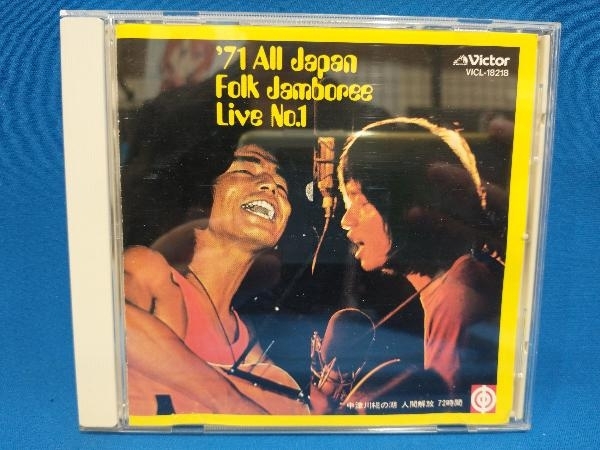 '71 All Japan
Folk Jamboree
Live No.1
Victor
VICL-18218
中津川椛の湖 人間解放 72時間